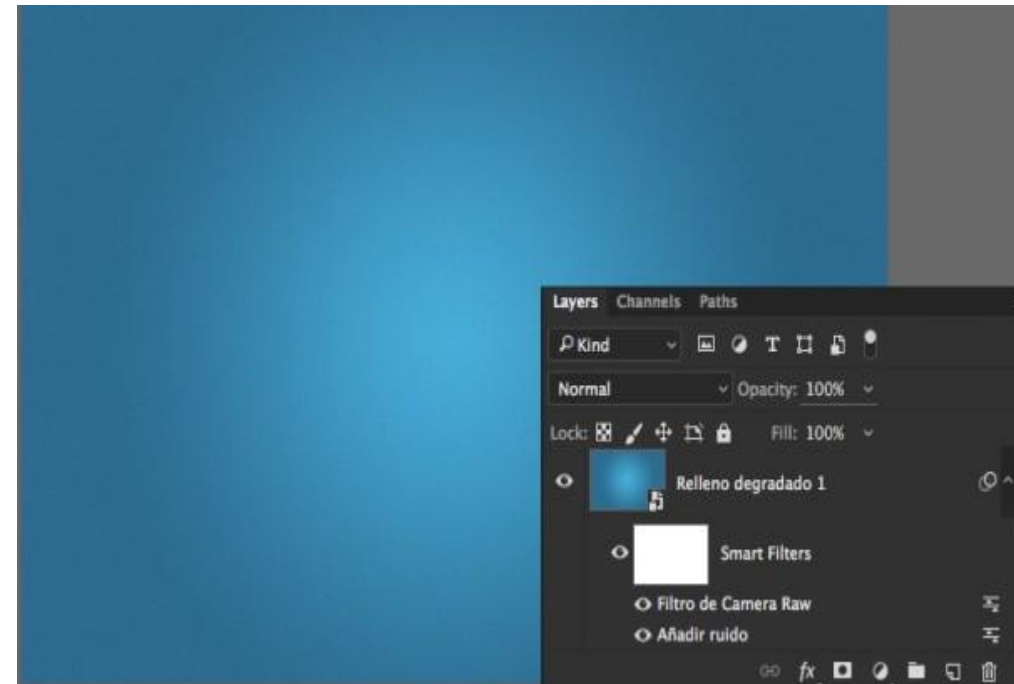 Layers Channels Paths
Kind
Normal Opacity: 100%
Lock: Fill: 100%
Relleno degradado 1
Smart Filters
Filtro de Camera Raw
Añadir ruido
fx